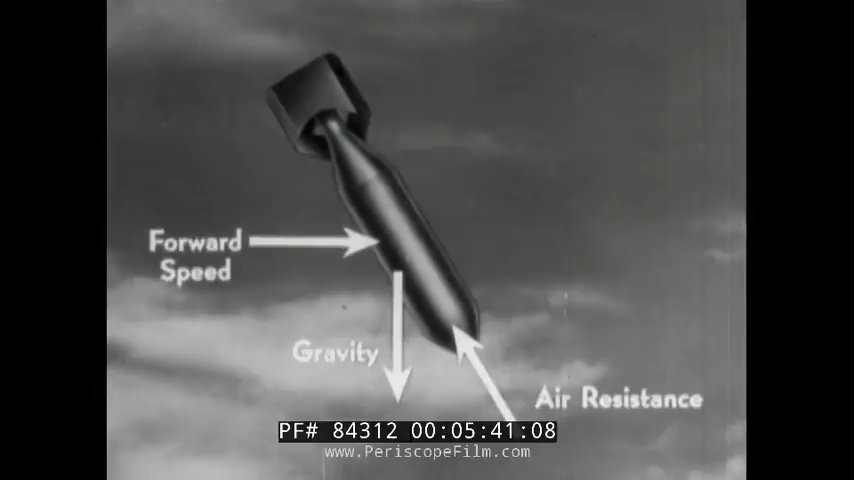 Forward
Speed
Gravity
Air Resistance
PF# 84312 00:05:41:08
www.PeriscopeFilm.com